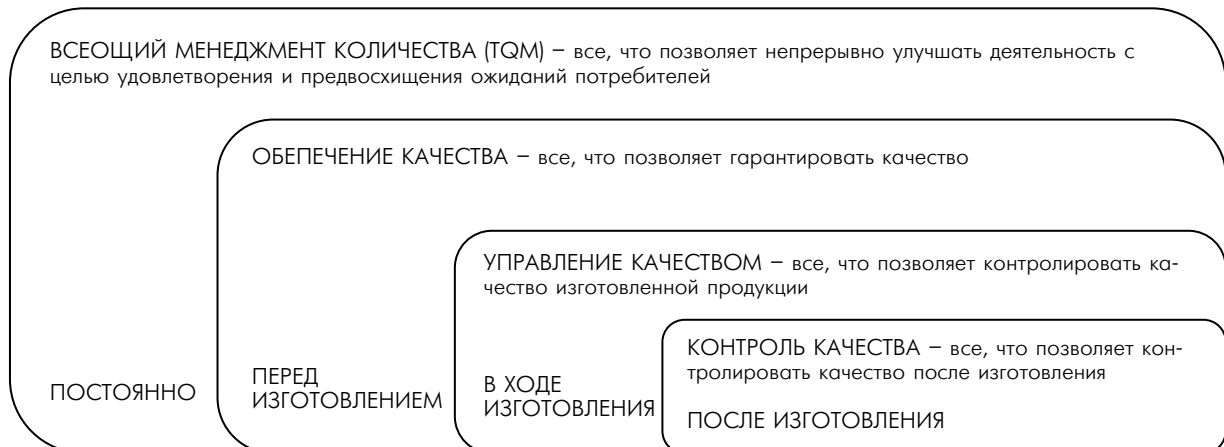 ВСЕОЩИЙ МЕНЕДЖМЕНТ КОЛИЧЕСТВА (TQM) – все, что позволяет непрерывно улучшать деятельность с
целью удовлетворения и предвосхищения ожиданий потребителей
ОБЕПЕЧЕНИЕ КАЧЕСТВА – все, что позволяет гарантировать качество
УПРАВЛЕНИЕ КАЧЕСТВОМ – все, что позволяет контролировать ка-
чество изготовленной продукции
КОНТРОЛЬ КАЧЕСТВА – все, что позволяет кон-
тролировать качество после изготовления
ПОСТОЯННО
ПЕРЕД
ИЗГОТОВЛЕНИЕМ
В ХОДЕ
ИЗГОТОВЛЕНИЯ
ПОСЛЕ ИЗГОТОВЛЕНИЯ